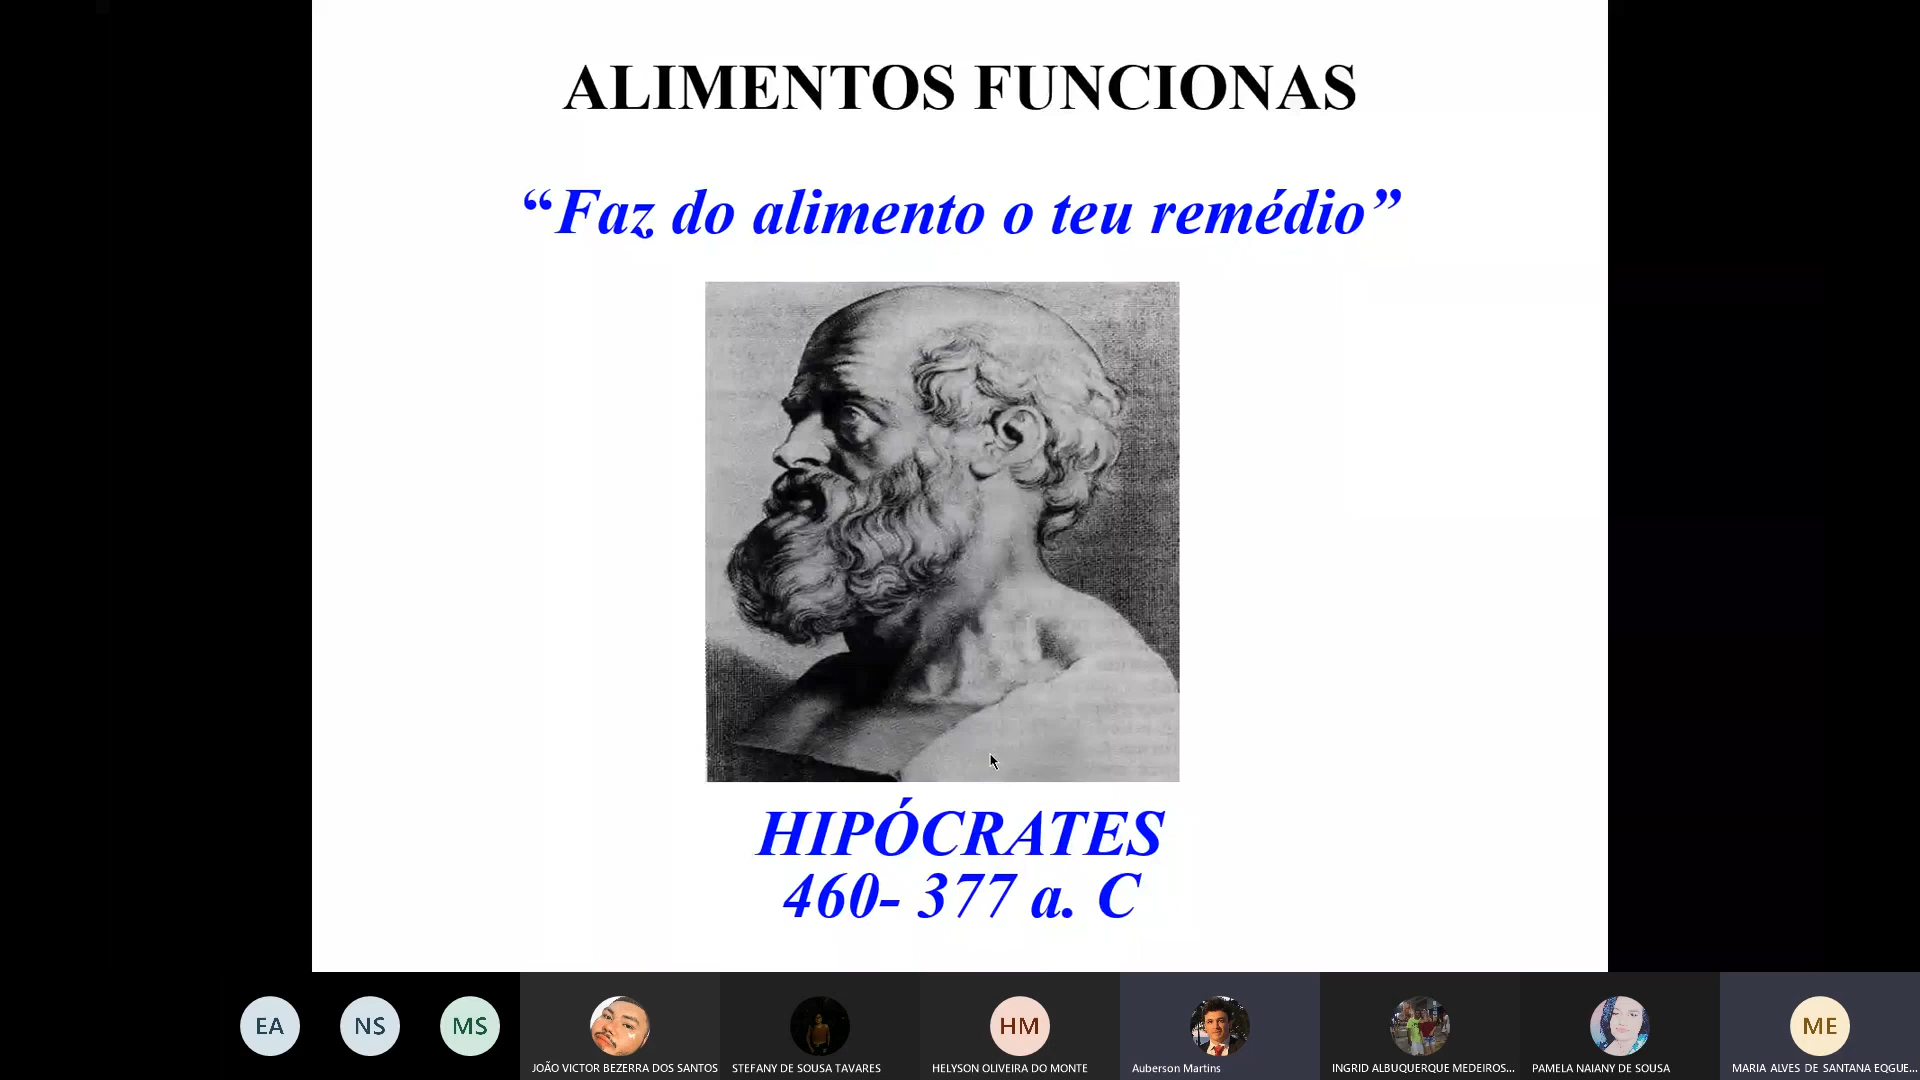 ALIMENTOS FUNCIONAS
“Faz do alimento o teu remédio”
HIPÓCRATES
460- 377 a. C
EA
NS
MS
JOÃO VICTOR BEZERRA DOS SANTOS
STEFANY DE SOUSA TAVARES
HM
HELYSON OLIVEIRA DO MONTE
Auberson Martins
INGRID ALBUQUERQUE MEDEIROS...
PAMELA NAIANY DE SOUSA
ME
MARIA ALVES DE SANTANA EQGUE...